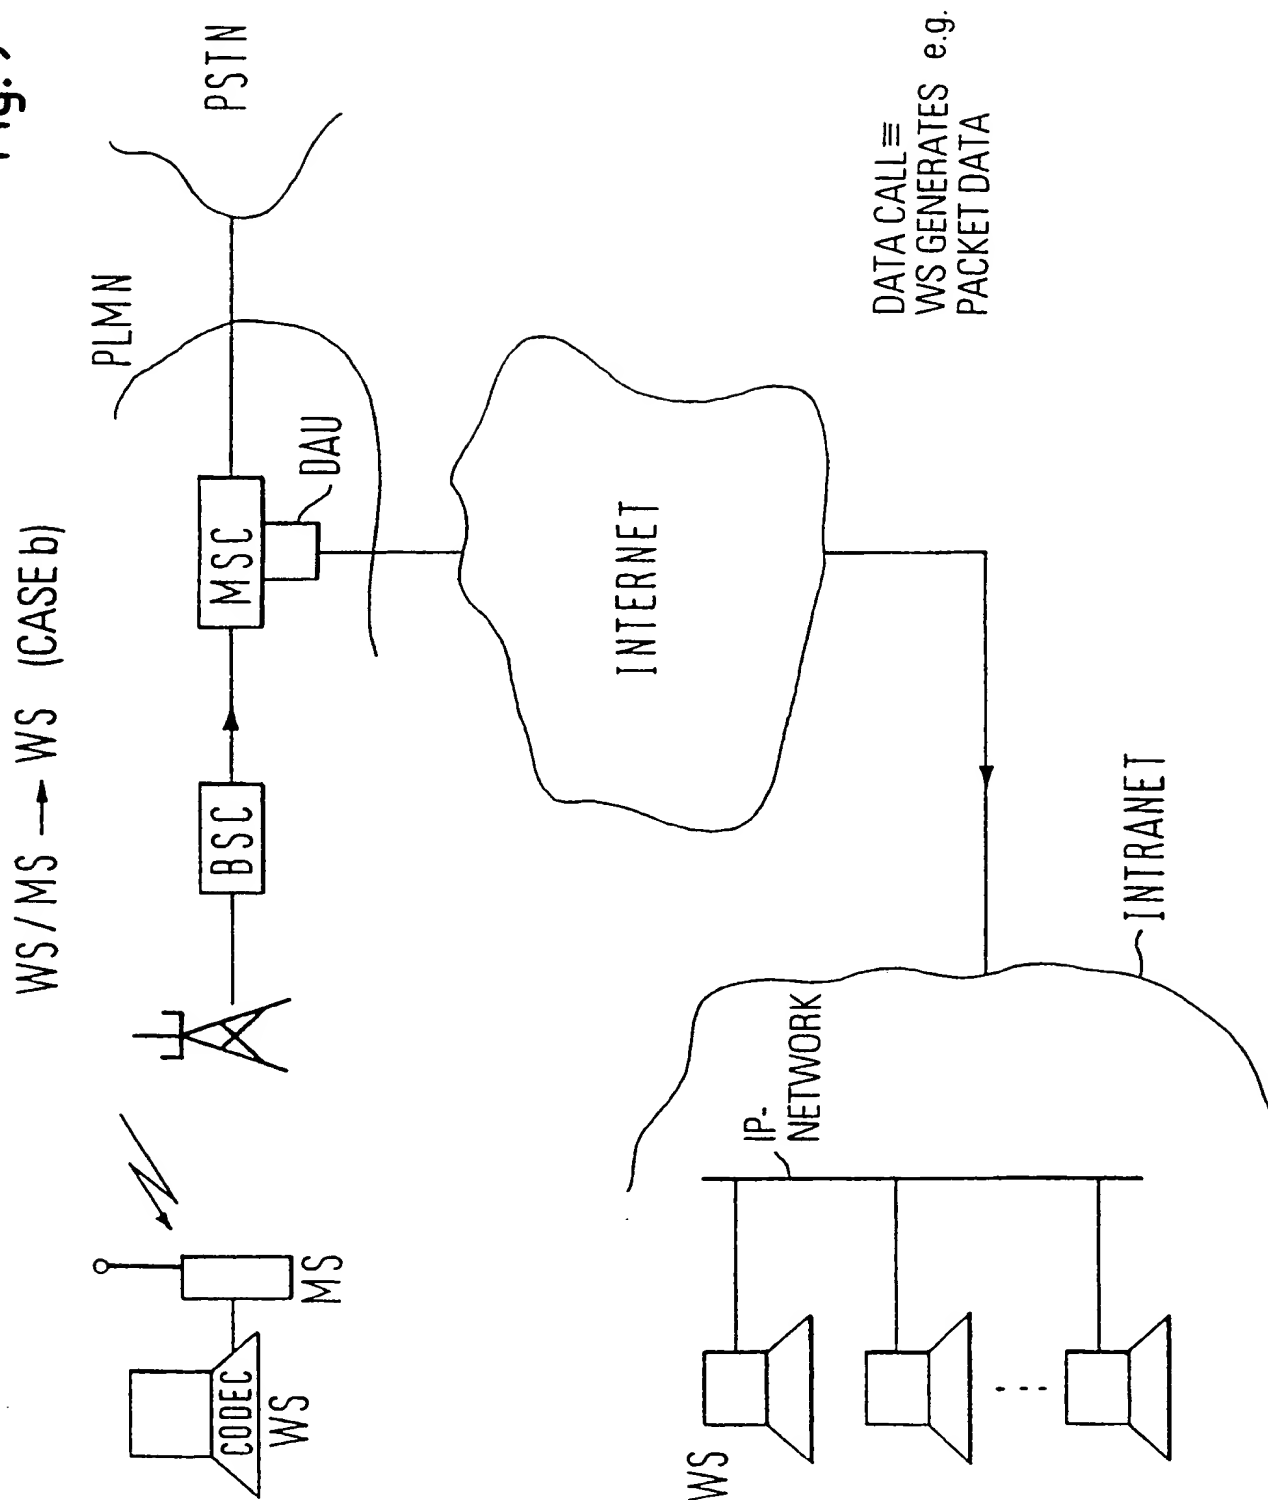 WS/MS → WS (CASE b)
PLMN
PSTN
BSC
MSC
DAU
MS
CODEC
WS
INTERNET
DATA CALL ≡
WS GENERATES e.g.
PACKET DATA
IP-
NETWORK
INTRANET
WS